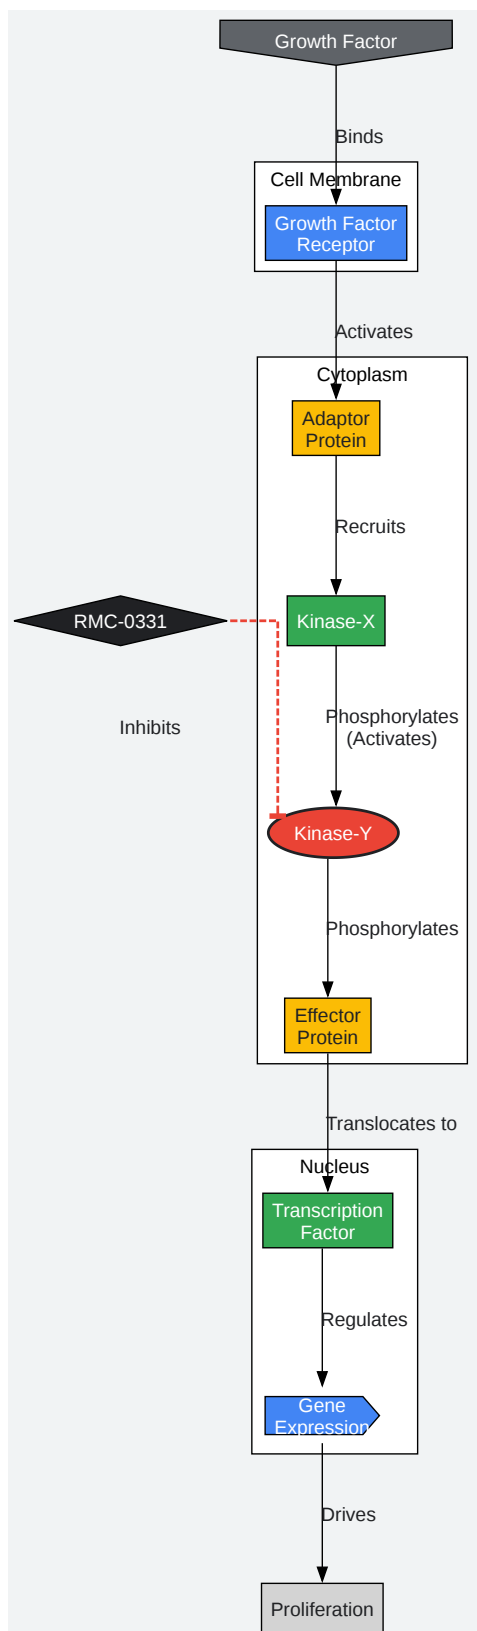 Growth Factor
Binds
Cell Membrane
Growth Factor
Receptor
Activates
Cytoplasm
Adaptor
Protein
Recruits
RMC-0331
Kinase-X
Phosphorylates
(Activates)
Inhibits
Kinase-Y
Phosphorylates
Effector
Protein
Translocates to
Nucleus
Transcription
Factor
Regulates
Gene
Expression
Drives
Proliferation